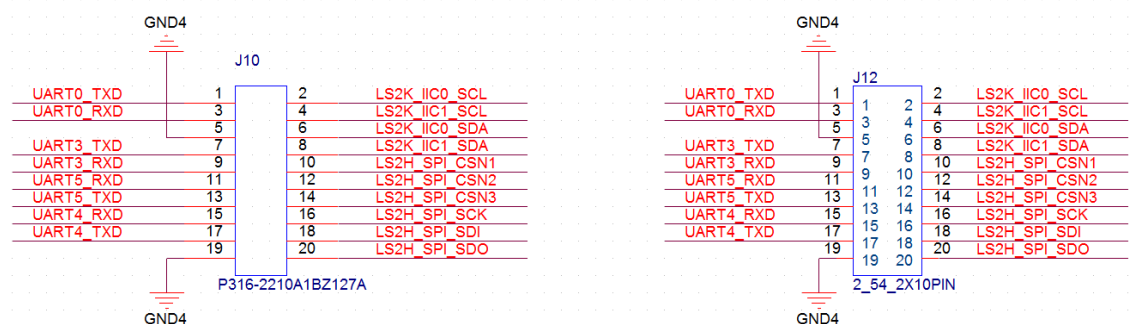 GND4
J10
UART0_TXD 1 2 LS2K_IIC0_SCL
UART0_RXD 3 4 LS2K_IIC1_SCL
5 6 LS2K_IIC0_SDA
UART3_TXD 7 8 LS2K_IIC1_SDA
UART3_RXD 9 10 LS2H_SPI_CSN1
UART5_RXD 11 12 LS2H_SPI_CSN2
UART5_TXD 13 14 LS2H_SPI_CSN3
UART4_RXD 15 16 LS2H_SPI_SCK
UART4_TXD 17 18 LS2H_SPI_SDI
19 20 LS2H_SPI_SDO
P316-2210A1BZ127A
GND4
GND4
J12
UART0_TXD 1 1 2 2 LS2K_IIC0_SCL
UART0_RXD 3 3 4 4 LS2K_IIC1_SCL
5 5 6 6 LS2K_IIC0_SDA
UART3_TXD 7 7 8 8 LS2K_IIC1_SDA
UART3_RXD 9 9 10 10 LS2H_SPI_CSN1
UART5_RXD 11 11 12 12 LS2H_SPI_CSN2
UART5_TXD 13 13 14 14 LS2H_SPI_CSN3
UART4_RXD 15 15 16 16 LS2H_SPI_SCK
UART4_TXD 17 17 18 18 LS2H_SPI_SDI
19 19 20 20 LS2H_SPI_SDO
2_54_2X10PIN
GND4